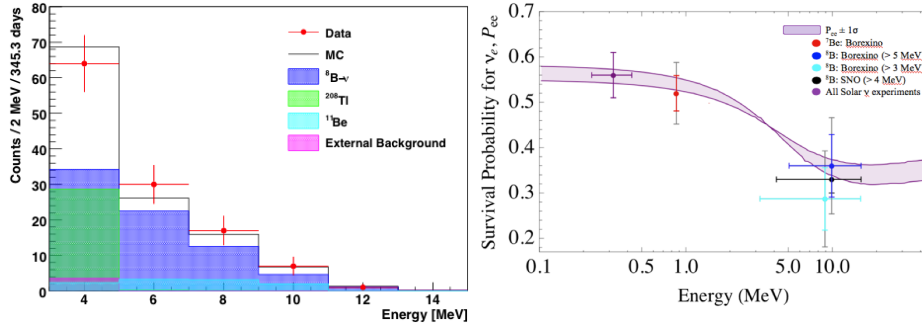 Counts / 2 MeV / 345.3 days
80
70
60
50
40
30
20
10
0
4 6 8 10 12 14
Energy [MeV]
Data
MC
⁸B-ν
²⁰⁸Tl
¹¹Be
External Background
Survival Probability for νₑ, Pₑₑ
0.7
0.6
0.5
0.4
0.3
0.2
0.1 0.5 1.0 5.0 10.0
Energy (MeV)
Pₑₑ ± 1σ
⁷Be: Borexino
⁸B: Borexino (> 5 MeV)
⁸B: Borexino (> 3 MeV)
⁸B: SNO (> 4 MeV)
All Solar ν experiments